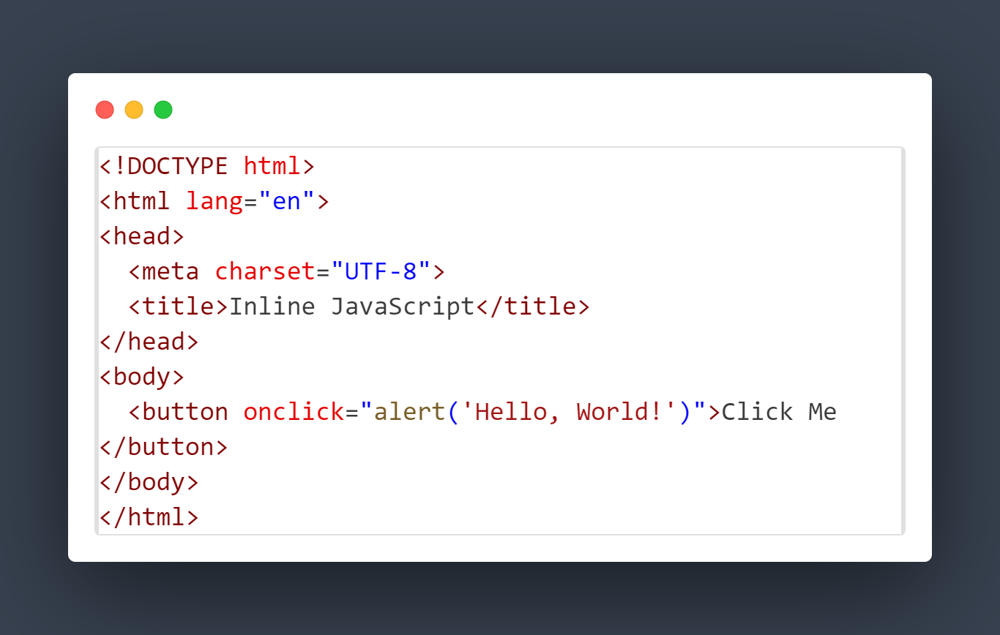 <!DOCTYPE html>
<html lang="en">
<head>
  <meta charset="UTF-8">
  <title>Inline JavaScript</title>
</head>
<body>
  <button onclick="alert('Hello, World!')">Click Me
</button>
</body>
</html>